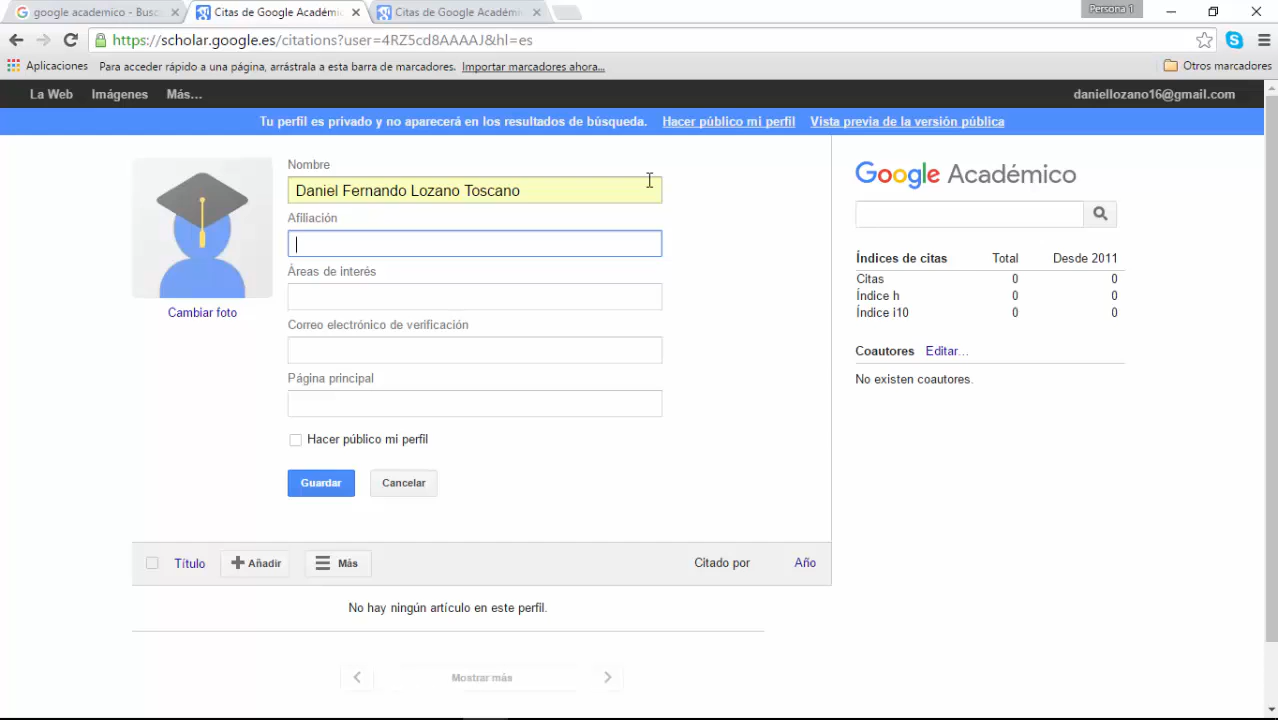 google academico - Busc
Citas de Google Académic
Citas de Google Académi
Persona 1
https://scholar.google.es/citations?user=4RZ5cd8AAAAJ&hl=es
Aplicaciones Para acceder rápido a una página, arrástrala a esta barra de marcadores. Importar marcadores ahora... Otros marcadores
La Web Imágenes Más... daniellozano16@gmail.com
Tu perfil es privado y no aparecerá en los resultados de búsqueda. Hacer público mi perfil Vista previa de la versión pública
Nombre
Daniel Fernando Lozano Toscano
Afiliación
Áreas de interés
Correo electrónico de verificación
Página principal
Hacer público mi perfil
Guardar Cancelar
Cambiar foto
Google Académico
Índices de citas Total Desde 2011
Citas 0 0
Índice h 0 0
Índice i10 0 0
Coautores Editar...
No existen coautores.
Título Añadir Más Citado por Año
No hay ningún artículo en este perfil.
Mostrar más